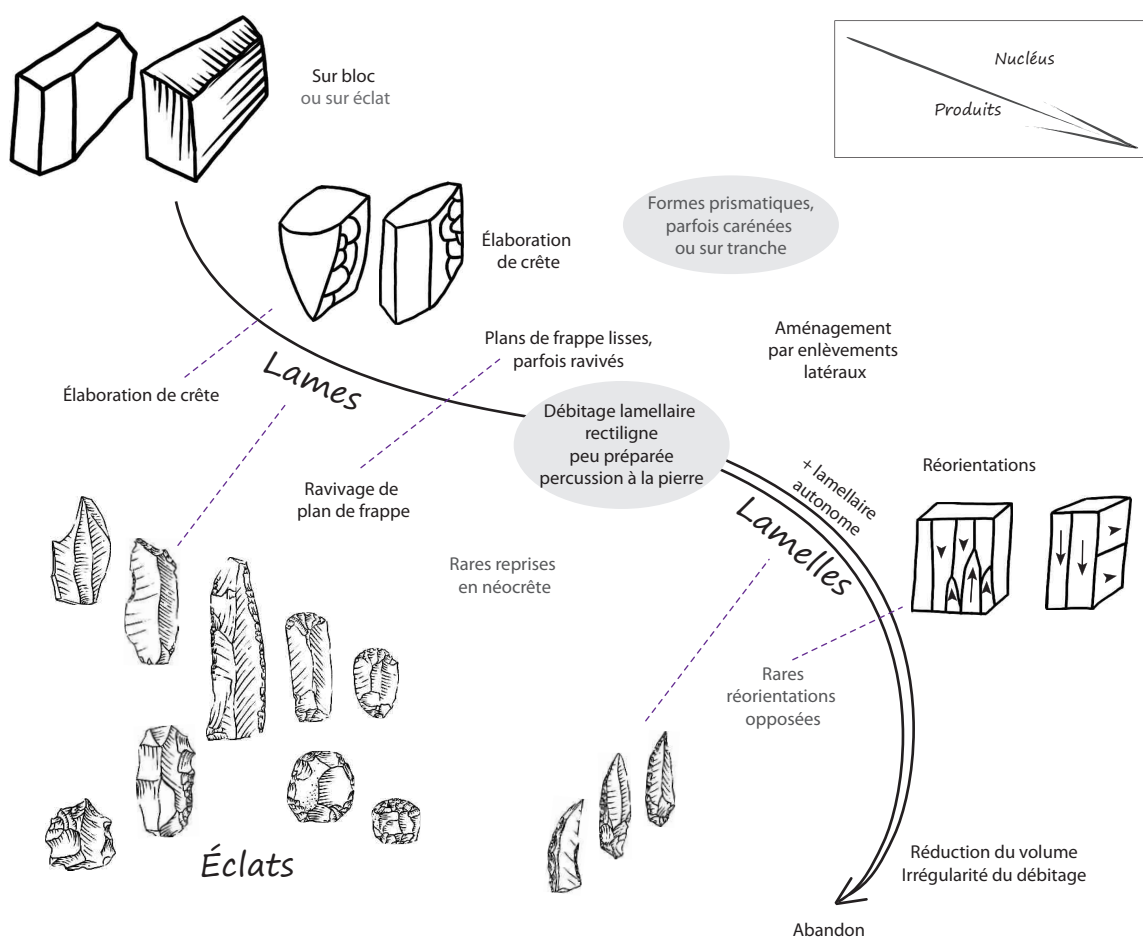 Sur bloc
ou sur éclat
Nucléus
Produits
Formes prismatiques,
parfois carénées
ou sur tranche
Élaboration
de crête
Plans de frappe lisses,
parfois ravivés
Aménagement
par enlèvements
latéraux
Lames
Élaboration de crête
Débitage lamellaire
rectiligne
peu préparée
percussion à la pierre
+ lamellaire
autonome
Réorientations
Ravivage de
plan de frappe
Lamelles
Rares reprises
en néocrête
Rares
réorientations
opposées
Éclats
Réduction du volume
Irrégularité du débitage
Abandon